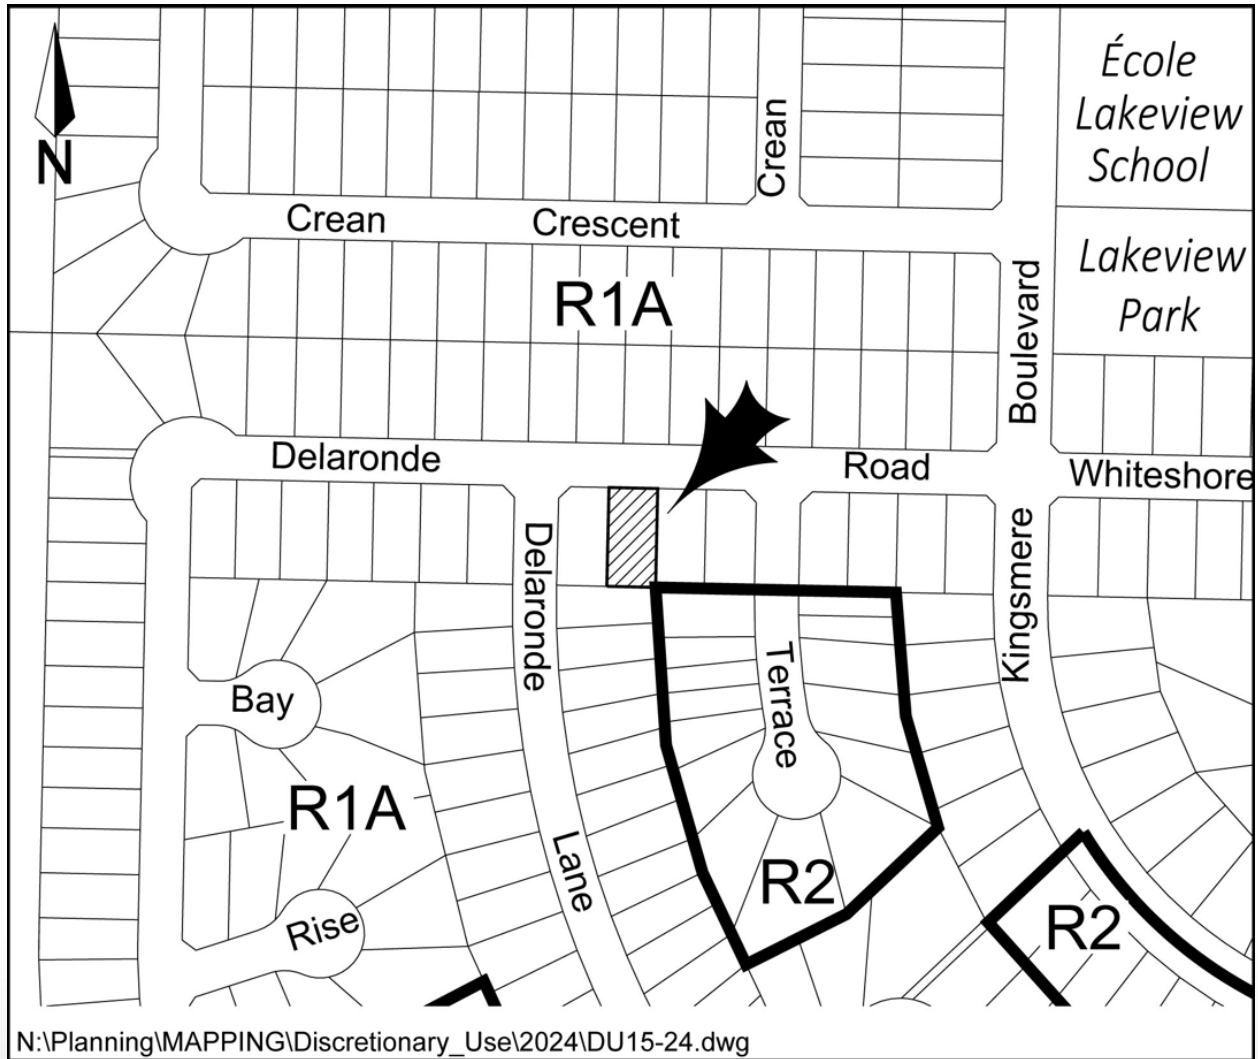 École
Lakeview
School
Crean
N
Crean Crescent
Lakeview
Park
R1A
Boulevard
Delaronde Road Whiteshore
Delaronde
Kingsmere
Terrace
Bay
R1A
Lane
R2
Rise
R2
N:\Planning\MAPPING\Discretionary_Use\2024\DU15-24.dwg